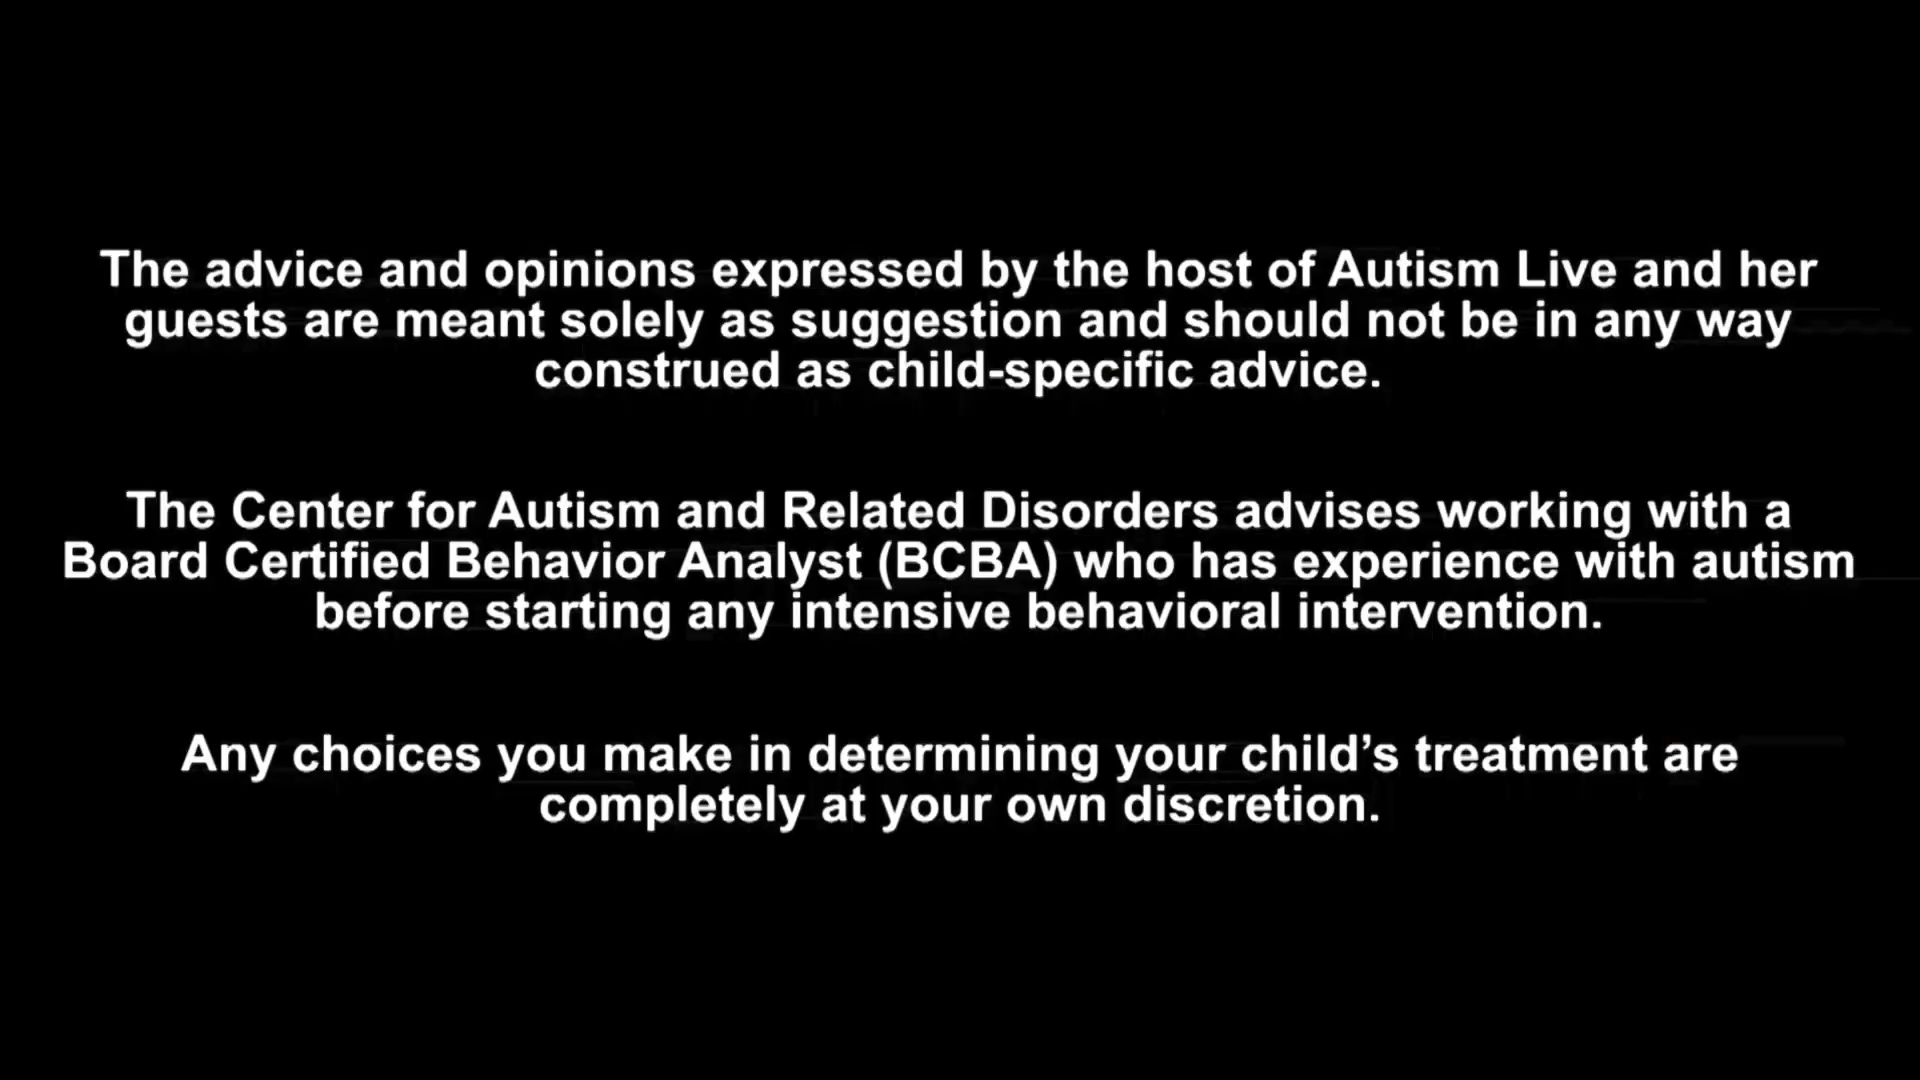 The advice and opinions expressed by the host of Autism Live and her
guests are meant solely as suggestion and should not be in any way
construed as child-specific advice.
The Center for Autism and Related Disorders advises working with a
Board Certified Behavior Analyst (BCBA) who has experience with autism
before starting any intensive behavioral intervention.
Any choices you make in determining your child’s treatment are
completely at your own discretion.